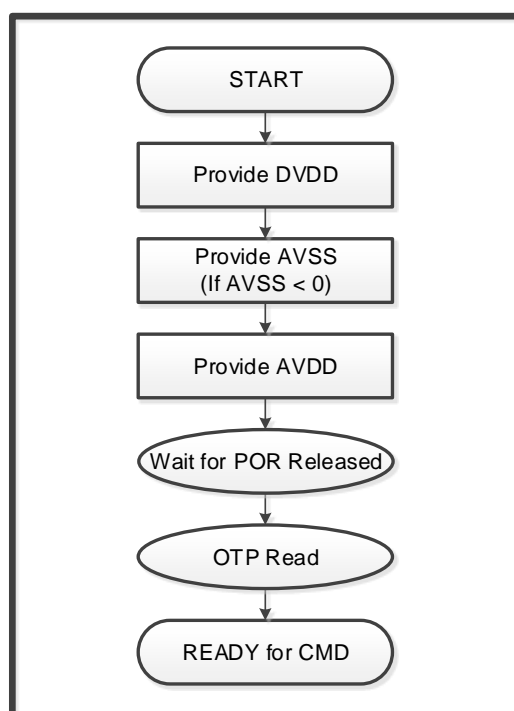 START
Provide DVDD
Provide AVSS
(If AVSS < 0)
Provide AVDD
Wait for POR Released
OTP Read
READY for CMD